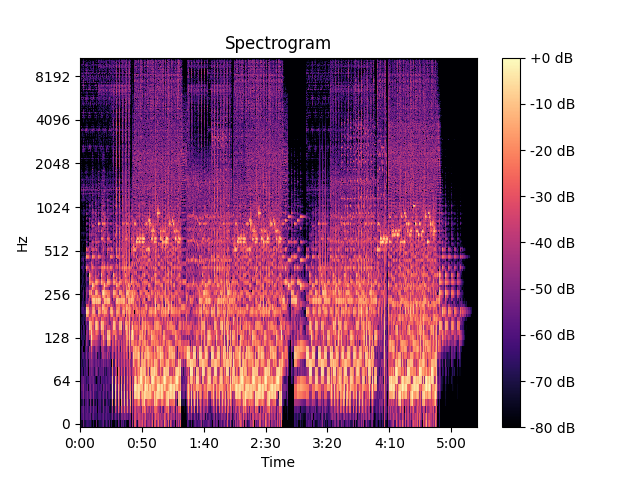 Spectrogram
Hz
8192
4096
2048
1024
512
256
128
64
0
0:00 0:50 1:40 2:30 3:20 4:10 5:00
Time
+0 dB
-10 dB
-20 dB
-30 dB
-40 dB
-50 dB
-60 dB
-70 dB
-80 dB